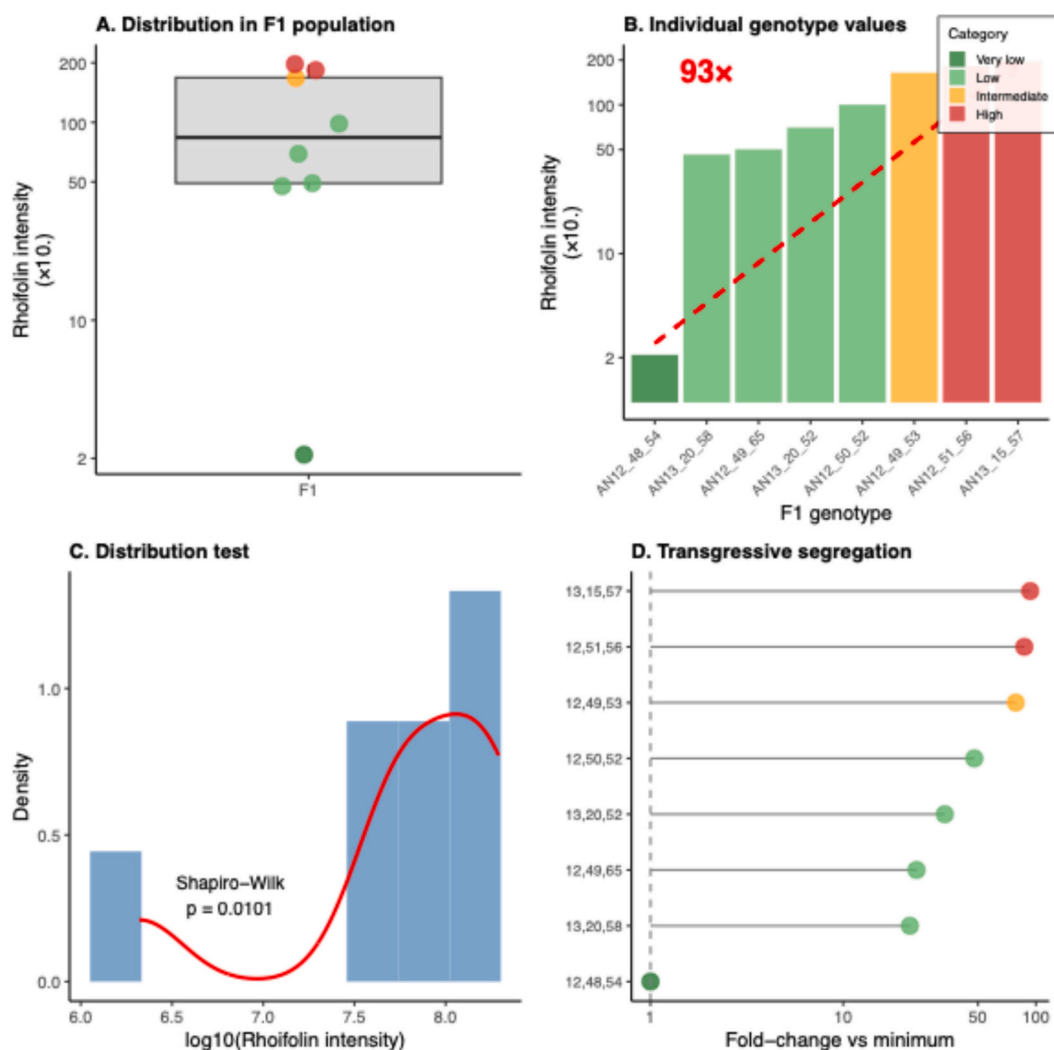 A. Distribution in F1 population
200
100
50
10
2
Rhoifolin intensity
(×10.)
F1
B. Individual genotype values
93×
Category
Very low
Low
Intermediate
High
200
100
50
10
2
Rhoifolin intensity
(×10.)
AN12_48_54
AN13_20_58
AN12_49_65
AN13_20_52
AN12_50_52
AN12_49_53
AN12_51_56
AN13_15_57
F1 genotype
C. Distribution test
1.0
0.5
0.0
Density
Shapiro-Wilk
p = 0.0101
6.0
6.5
7.0
7.5
8.0
log10(Rhoifolin intensity)
D. Transgressive segregation
13,15,57
12,51,56
12,49,53
12,50,52
13,20,52
12,49,65
13,20,58
12,48,54
1
10
50
100
Fold-change vs minimum